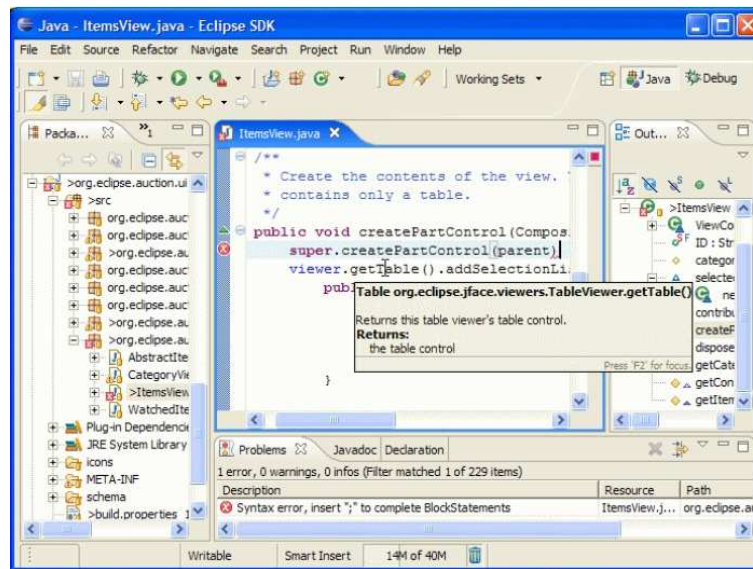 Java - ItemsView.java - Eclipse SDK
File Edit Source Refactor Navigate Search Project Run Window Help
Working Sets
Java
Debug
Packa...
1
>org.eclipse.auction.ui
>src
org.eclipse.auc
org.eclipse.auc
>org.eclipse.au
org.eclipse.auc
org.eclipse.auc
org.eclipse.auc
>org.eclipse.au
>org.eclipse.au
AbstractIte
CategoryVie
>ItemsView
WatchedIte
Plug-in Dependencie
JRE System Library
icons
META-INF
schema
>build.properties 1
ItemsView.java
/**
* Create the contents of the view.
* contains only a table.
*/
public void createPartControl(Compos
super.createPartControl(parent)
viewer.getTable().addSelectionLi
pub
}
Table org.eclipse.jface.viewers.TableViewer.getTable()
Returns this table viewer's table control.
Returns:
the table control
Press 'F2' for focus.
Out...
>ItemsView
ViewCo
ID : Str
categor
selecte
ne
contribu
createP
dispose
getCate
getCon
getItem
Problems Javadoc Declaration
1 error, 0 warnings, 0 infos (Filter matched 1 of 229 items)
Description Resource Path
Syntax error, insert ";" to complete BlockStatements ItemsView.j... org.eclipse.au
Writable Smart Insert 14M of 40M